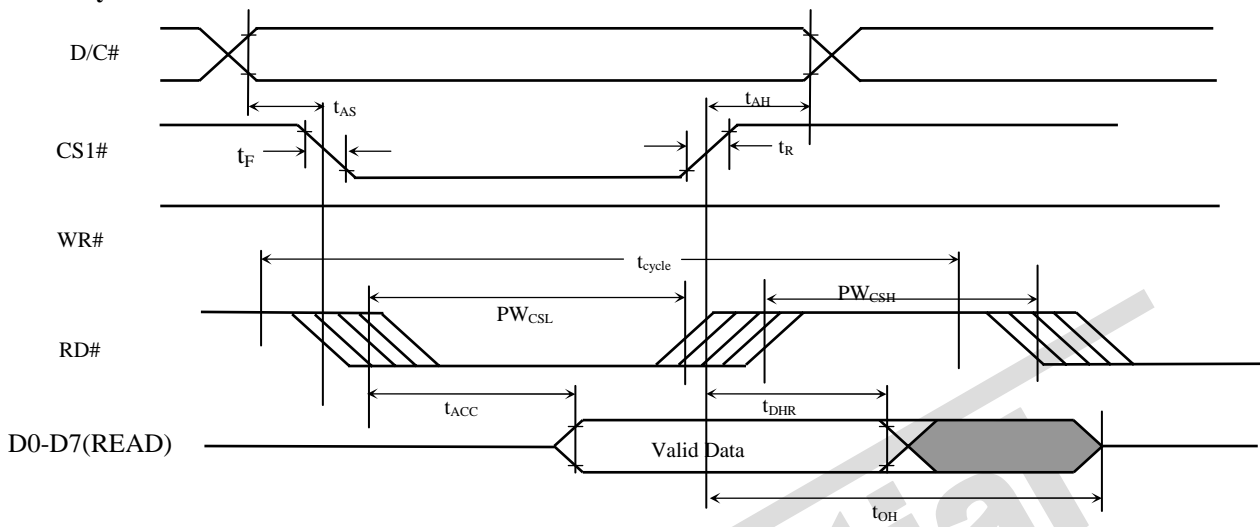 D/C#
tAS
tAH
CS1#
tF
tR
WR#
tcycle
PWCSL
PWCSH
RD#
tACC
tDHR
D0-D7(READ)
Valid Data
tOH